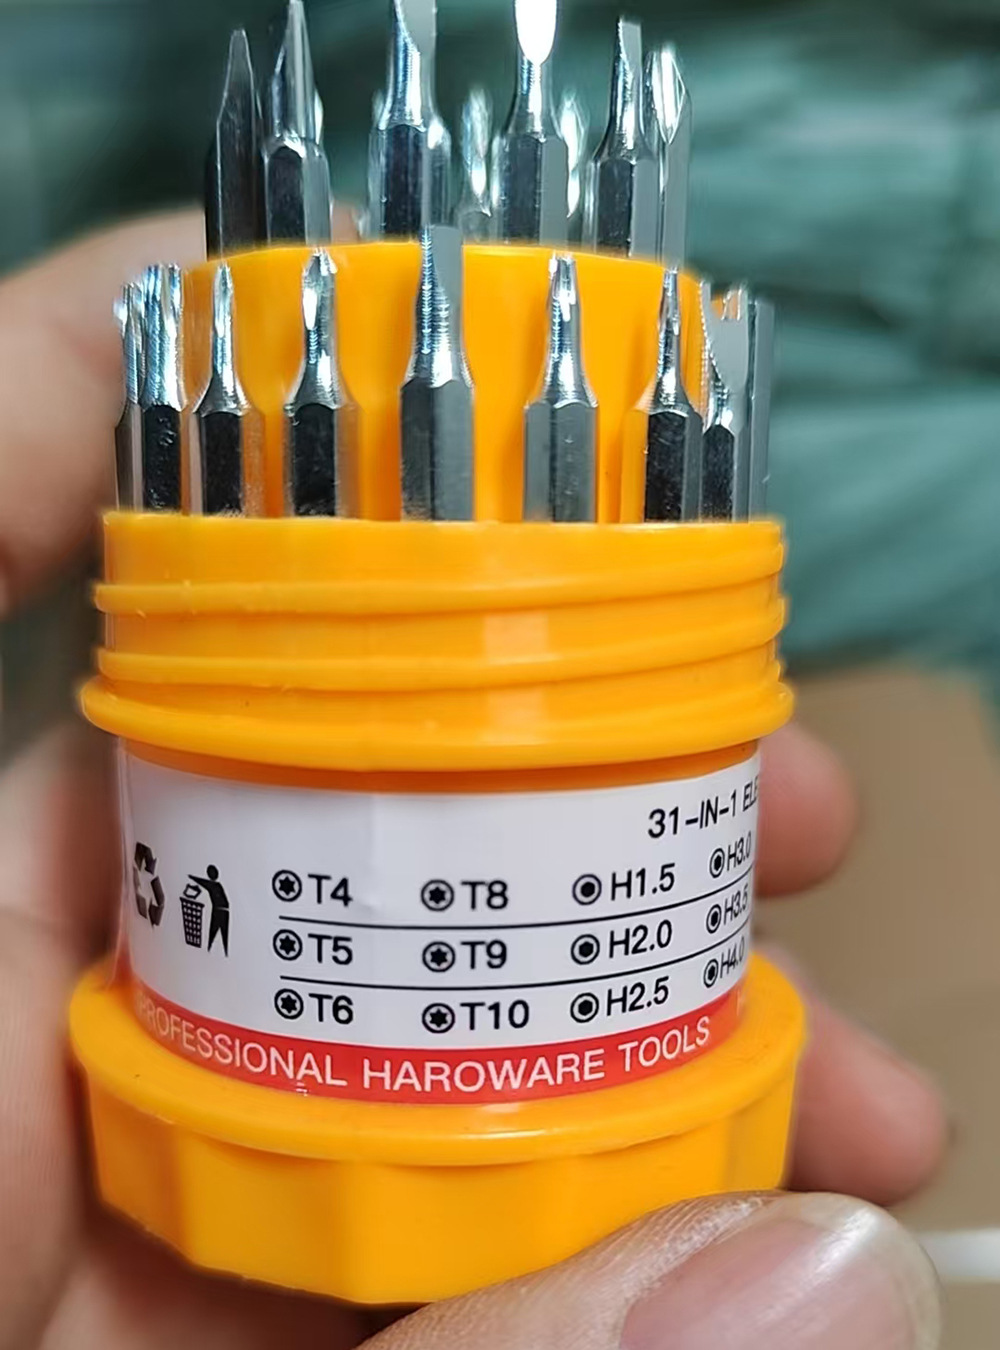 31-IN-1
T4 T8 H1.5 H3.0
T5 T9 H2.0 H3.5
T6 T10 H2.5 H4.0
PROFESSIONAL HAROWARE TOOLS